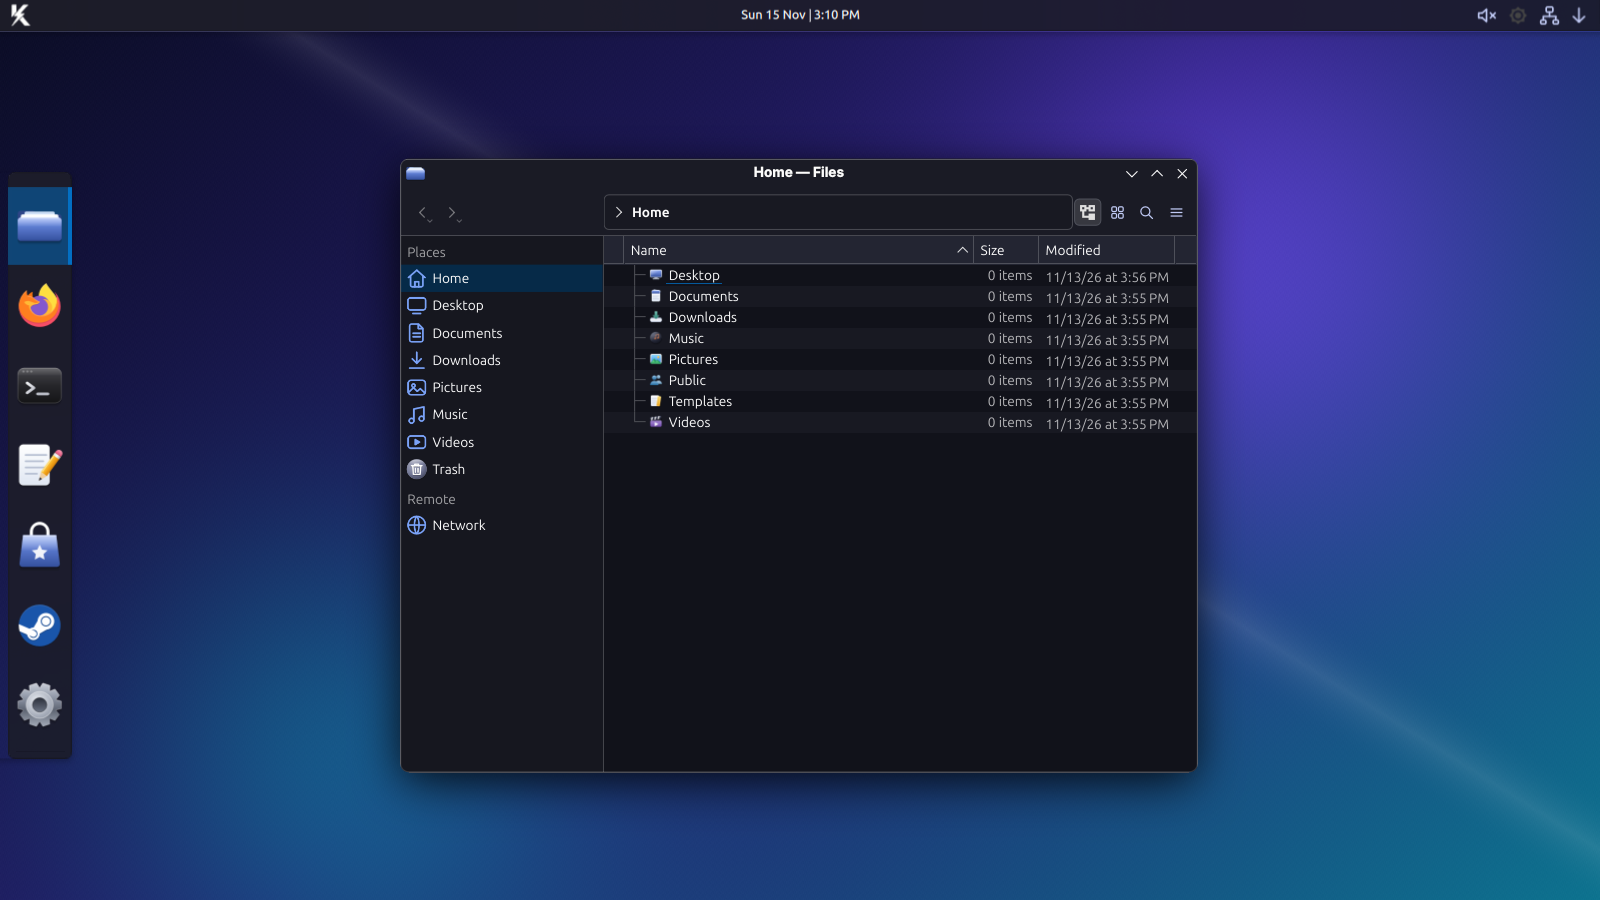 Sun 15 Nov | 3:10 PM
Home — Files
Home
Places
Home
Desktop
Documents
Downloads
Pictures
Music
Videos
Trash
Remote
Network
Name Size Modified
Desktop 0 items 11/13/26 at 3:56 PM
Documents 0 items 11/13/26 at 3:55 PM
Downloads 0 items 11/13/26 at 3:55 PM
Music 0 items 11/13/26 at 3:55 PM
Pictures 0 items 11/13/26 at 3:55 PM
Public 0 items 11/13/26 at 3:55 PM
Templates 0 items 11/13/26 at 3:55 PM
Videos 0 items 11/13/26 at 3:55 PM